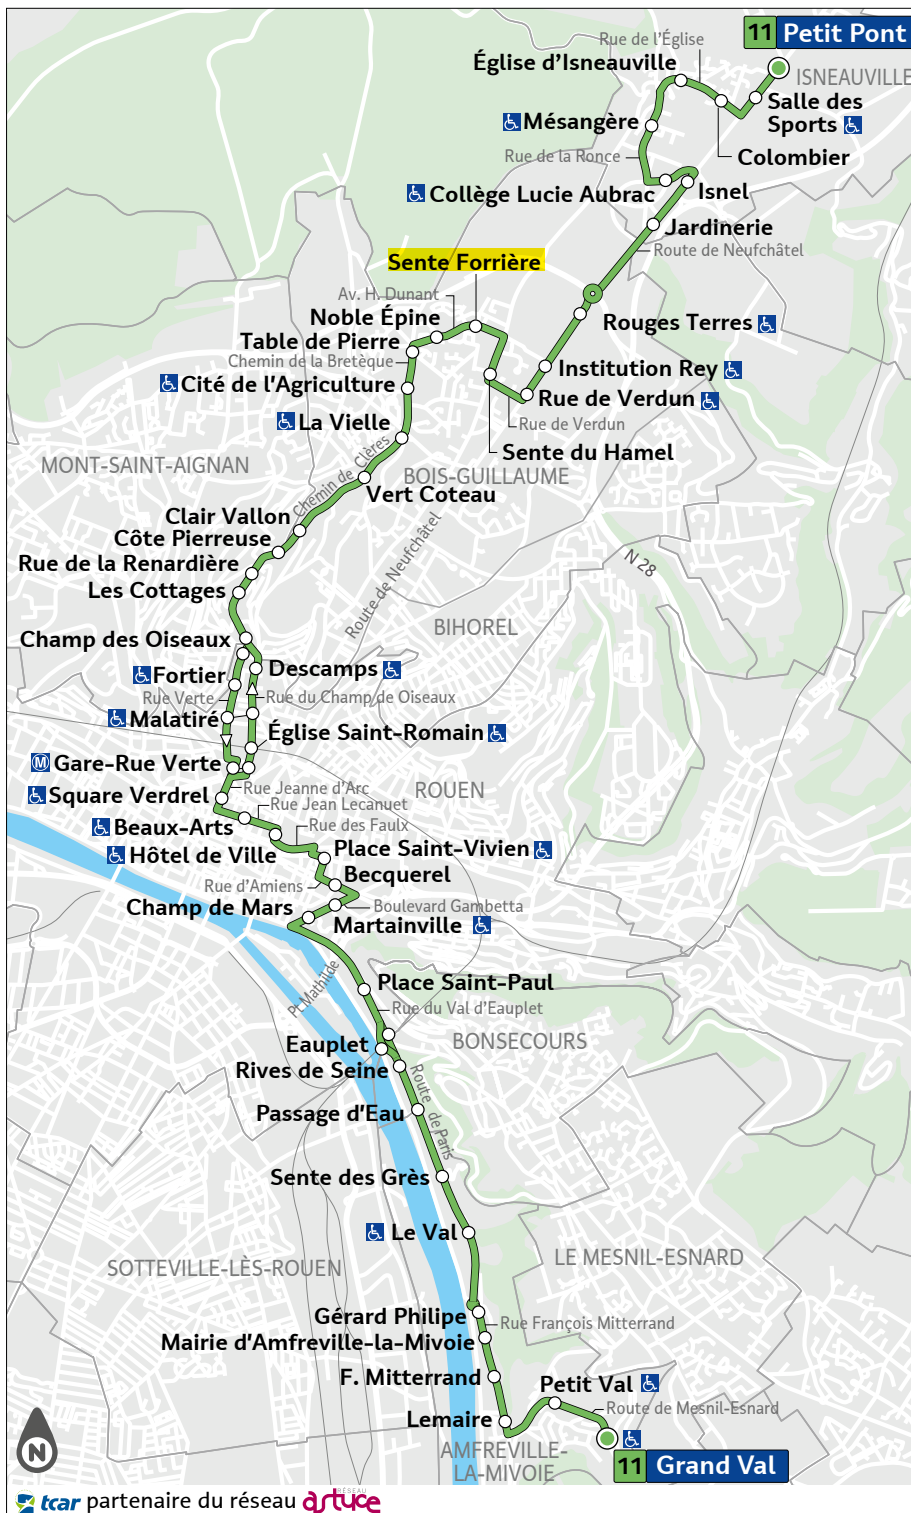 11 Petit Pont
Rue de l'Église
Église d'Isneauville
ISNEAUVILLE
Salle des
Sports
Mésangère
Colombier
Rue de la Ronce
Collège Lucie Aubrac
Isnel
Jardinerie
Route de Neufchâtel
Sente Forrière
Av. H. Dunant
Noble Épine
Rouges Terres
Table de Pierre
Chemin de la Bretèque
Institution Rey
Cité de l'Agriculture
Rue de Verdun
La Vielle
Rue de Verdun
Chemin de Clères
Sente du Hamel
MONT-SAINT-AIGNAN
BOIS-GUILLAUME
Vert Coteau
Clair Vallon
Côte Pierreuse
Route de Neufchâtel
N 28
Rue de la Renardière
Les Cottages
BIHOREL
Champ des Oiseaux
Descamps
Fortier
Rue Verte
Rue du Champ de Oiseaux
Malatiré
Église Saint-Romain
M Gare-Rue Verte
Rue Jeanne d'Arc
ROUEN
Square Verdrel
Rue Jean Lecanuet
Beaux-Arts
Rue des Faulx
Hôtel de Ville
Place Saint-Vivien
Becquerel
Rue d'Amiens
Champ de Mars
Boulevard Gambetta
Martainville
Pt Mathilde
Place Saint-Paul
Rue du Val d'Eauplet
Eauplet
BONSECOURS
Rives de Seine
Route de Paris
Passage d'Eau
Sente des Grès
Le Val
LE MESNIL-ESNARD
SOTTEVILLE-LÈS-ROUEN
Gérard Philipe
Rue François Mitterrand
Mairie d'Amfreville-la-Mivoie
F. Mitterrand
Petit Val
Route de Mesnil-Esnard
Lemaire
AMFREVILLE-
LA-MIVOIE
11 Grand Val
N
tcar partenaire du réseau RÉSEAU astuce